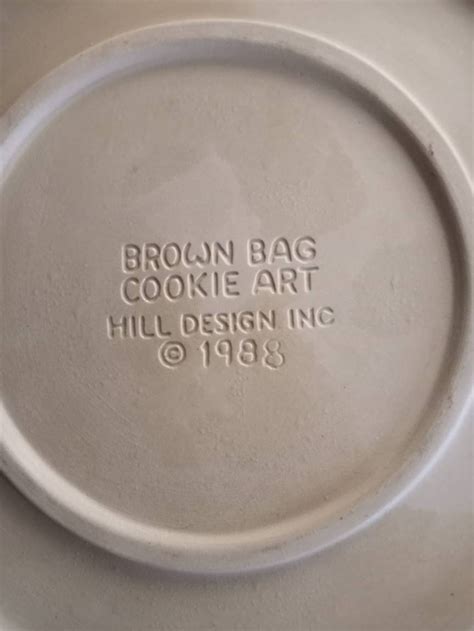 BROWN BAG
COOKIE ART
HILL DESIGN INC
© 1988